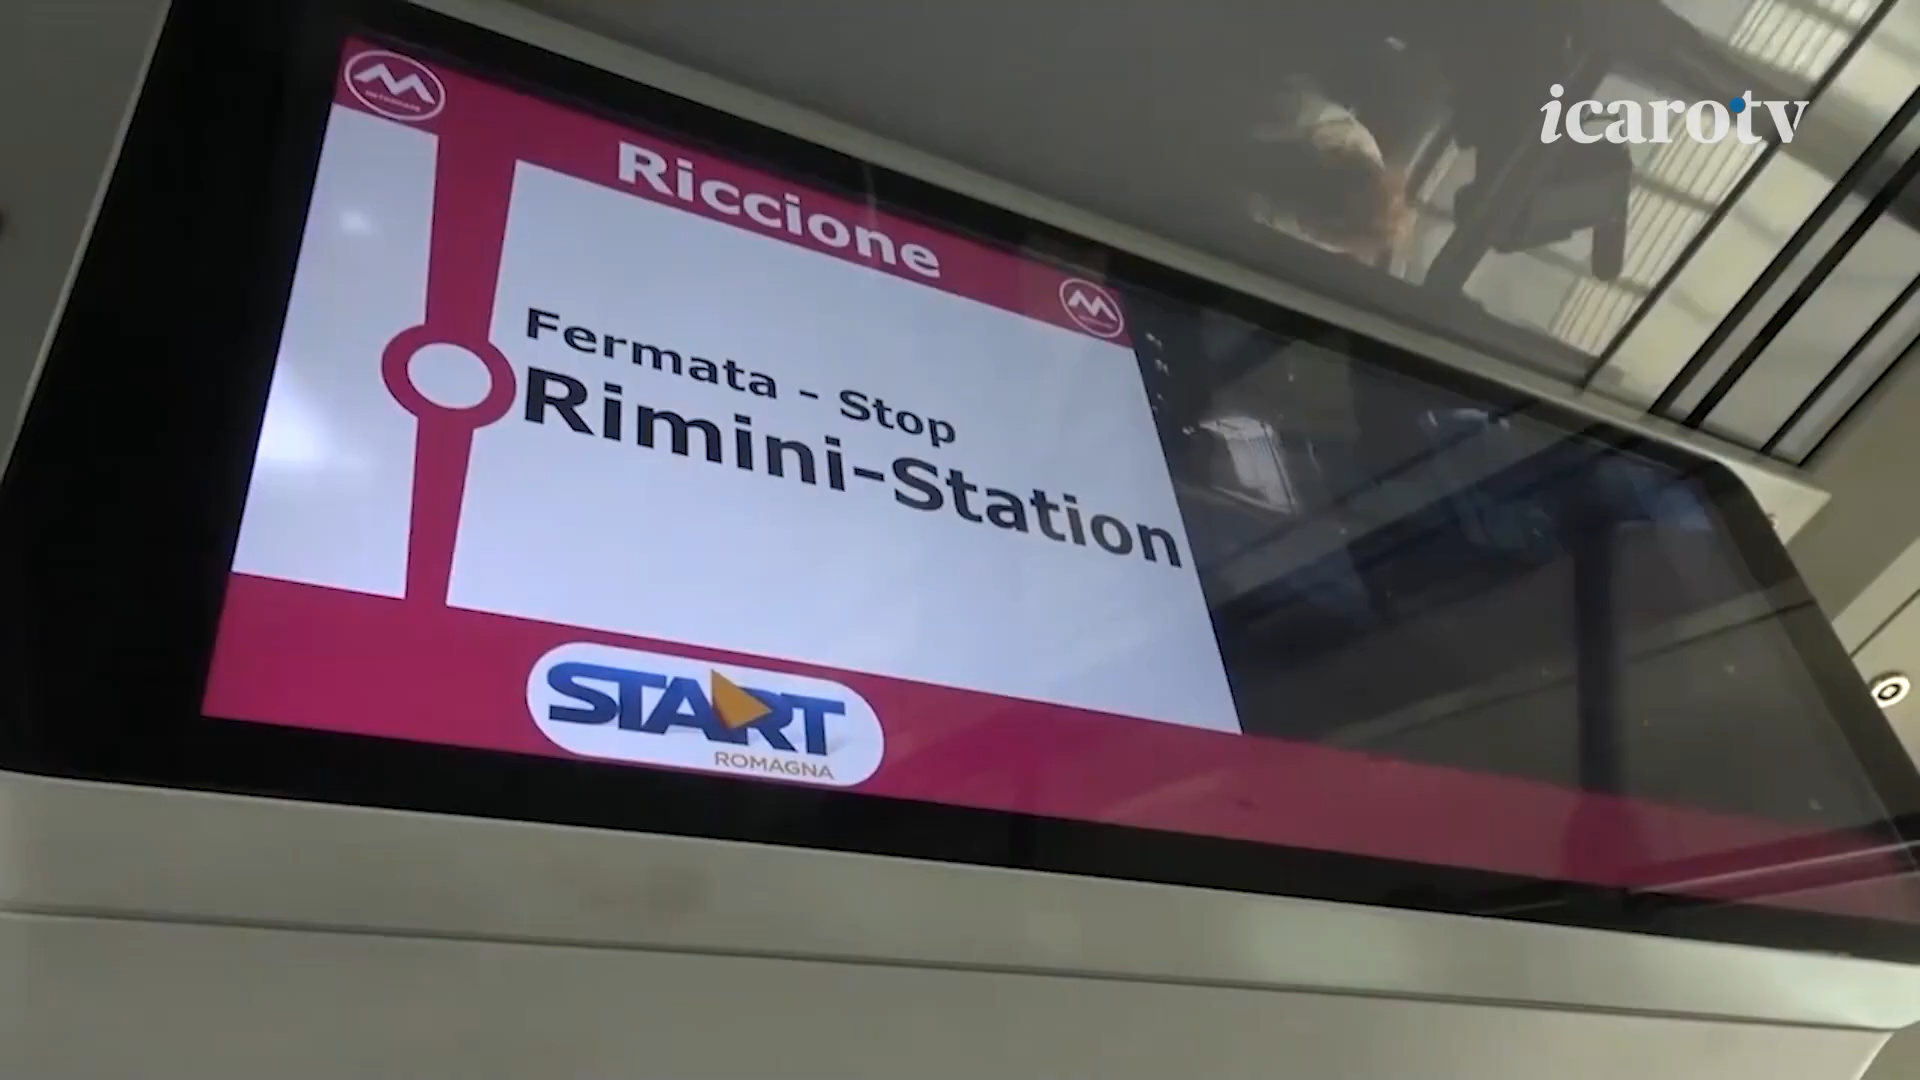 icarotv
Riccione
Fermata - Stop
Rimini-Station
START
ROMAGNA